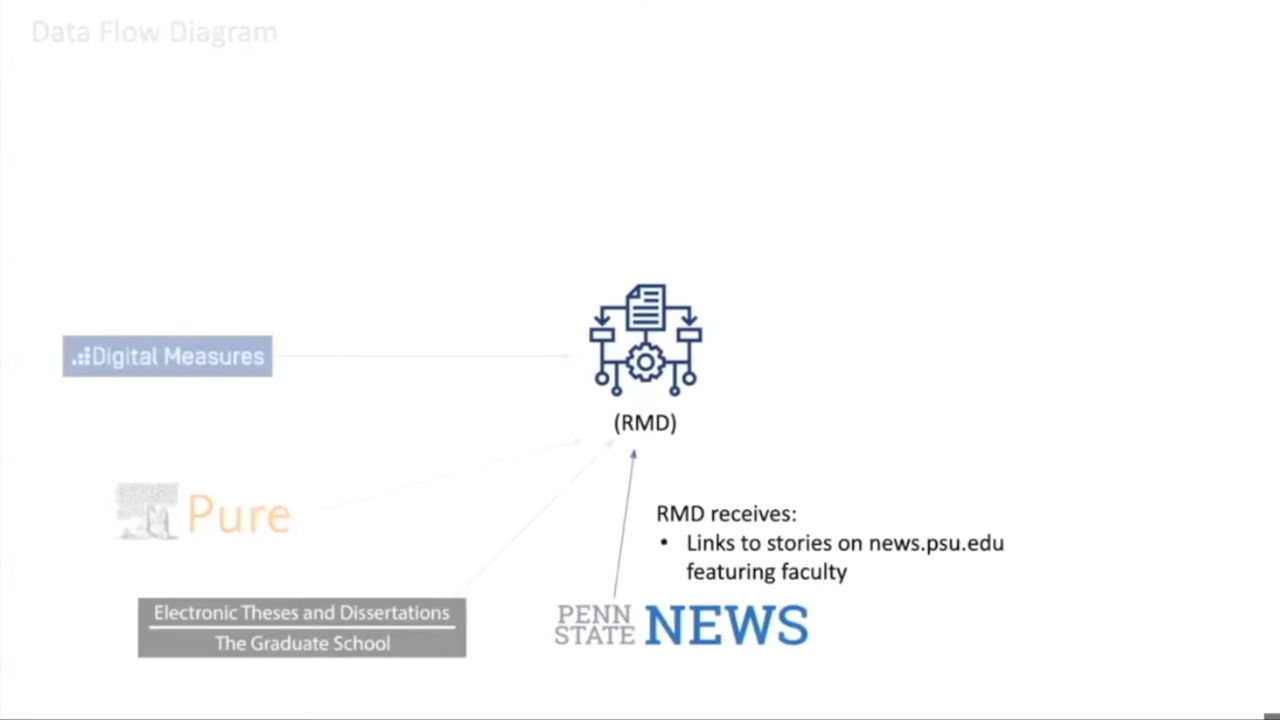 Data Flow Diagram
Digital Measures
(RMD)
Pure
RMD receives:
• Links to stories on news.psu.edu
featuring faculty
Electronic Theses and Dissertations
The Graduate School
PENN
STATE NEWS